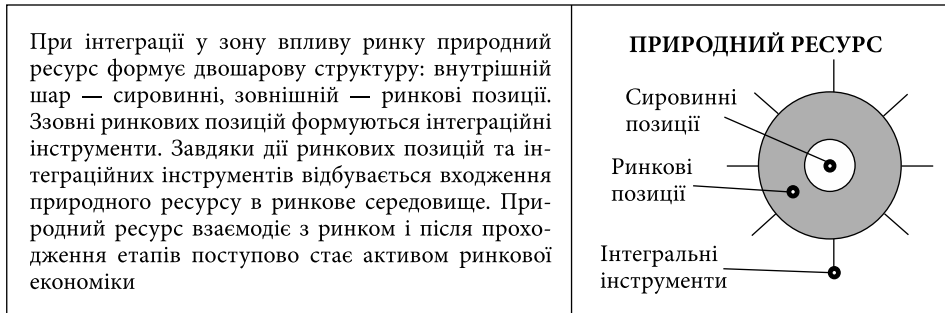 При інтеграції у зону впливу ринку природний
ресурс формує двошарову структуру: внутрішній
шар — сировинні, зовнішній — ринкові позиції.
Ззовні ринкових позицій формуються інтеграційні
інструменти. Завдяки дії ринкових позицій та ін-
теграційних інструментів відбувається входження
природного ресурсу в ринкове середовище. При-
родний ресурс взаємодіє з ринком і після прохо-
дження етапів поступово стає активом ринкової
економіки
ПРИРОДНИЙ РЕСУРС
Сировинні
позиції
Ринкові
позиції
Інтегральні
інструменти